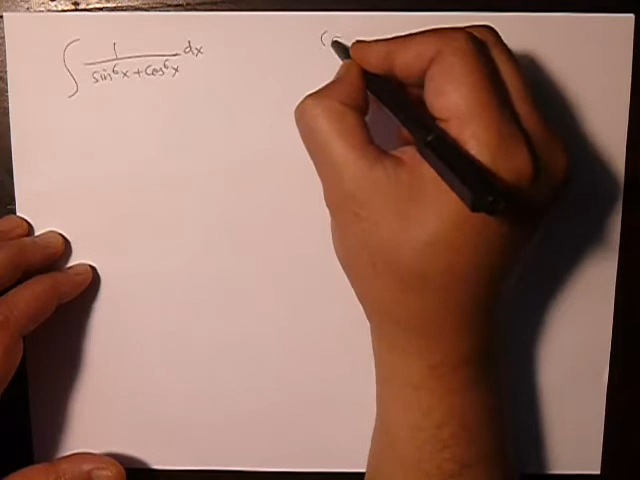 ∫ 1/(sin⁶x + cos⁶x) dx
(